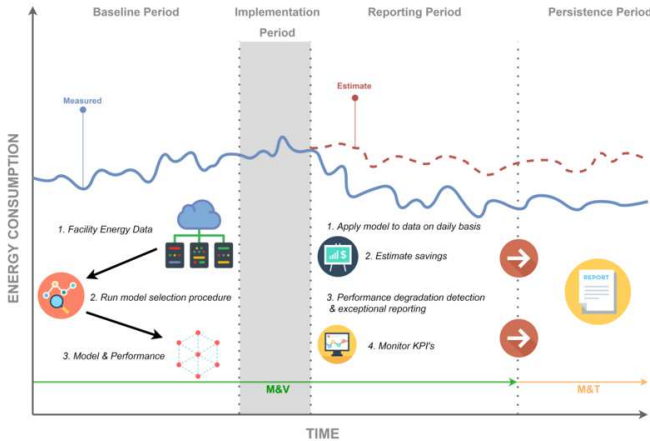 Baseline Period
Implementation
Period
Reporting Period
Persistence Period
Measured
Estimate
ENERGY CONSUMPTION
1. Facility Energy Data
2. Run model selection procedure
3. Model & Performance
1. Apply model to data on daily basis
$
2. Estimate savings
3. Performance degradation detection
& exceptional reporting
4. Monitor KPI's
REPORT
M&V
M&T
TIME